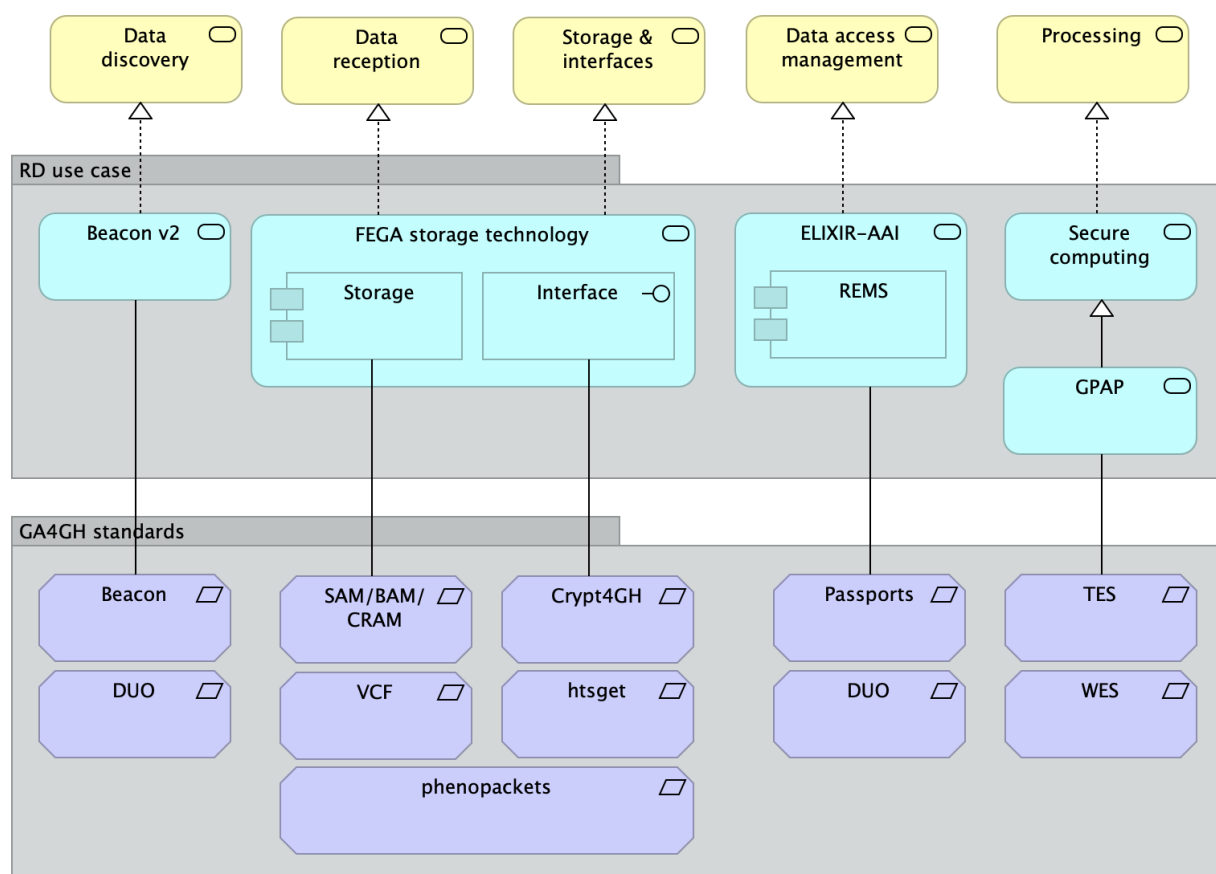 Data
discovery
Data
reception
Storage &
interfaces
Data access
management
Processing
RD use case
Beacon v2
FEGA storage technology
Storage
Interface
ELIXIR-AAI
REMS
Secure
computing
GPAP
GA4GH standards
Beacon
SAM/BAM/
CRAM
Crypt4GH
Passports
TES
DUO
VCF
htsget
DUO
WES
phenopackets